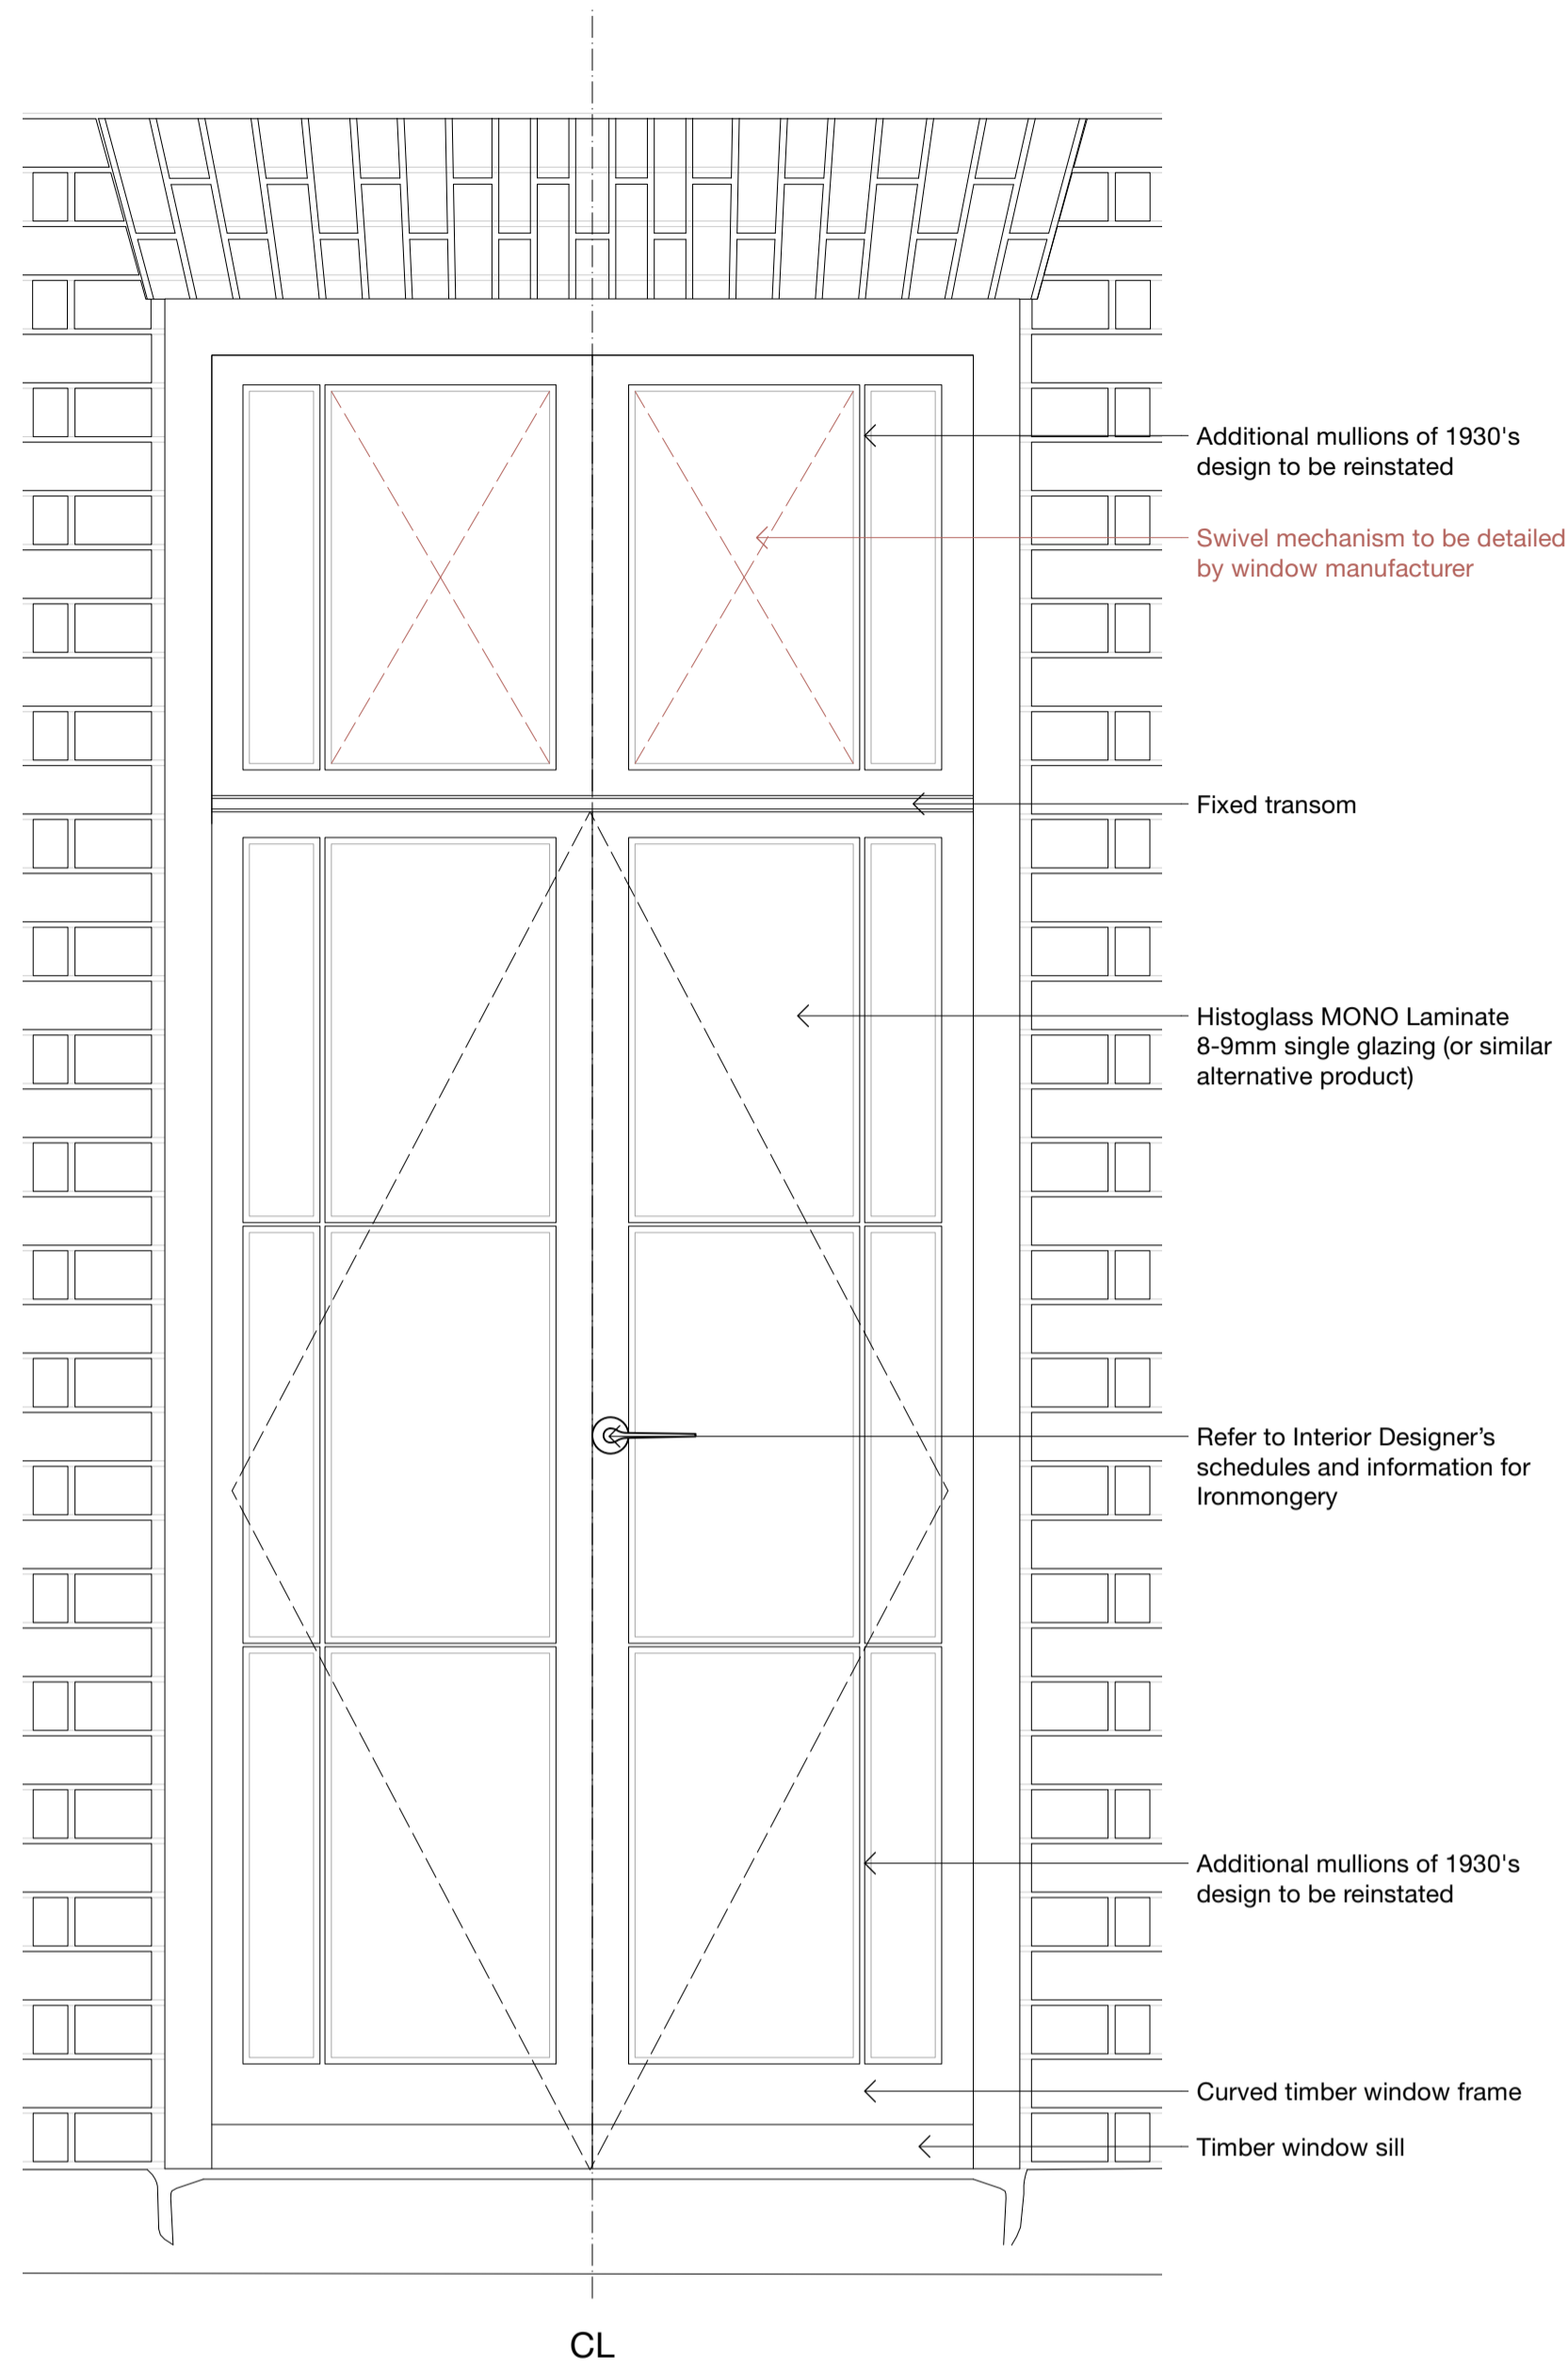 Additional mullions of 1930's
design to be reinstated
Swivel mechanism to be detailed
by window manufacturer
Fixed transom
Histoglass MONO Laminate
8-9mm single glazing (or similar
alternative product)
Refer to Interior Designer’s
schedules and information for
Ironmongery
Additional mullions of 1930's
design to be reinstated
Curved timber window frame
Timber window sill
CL